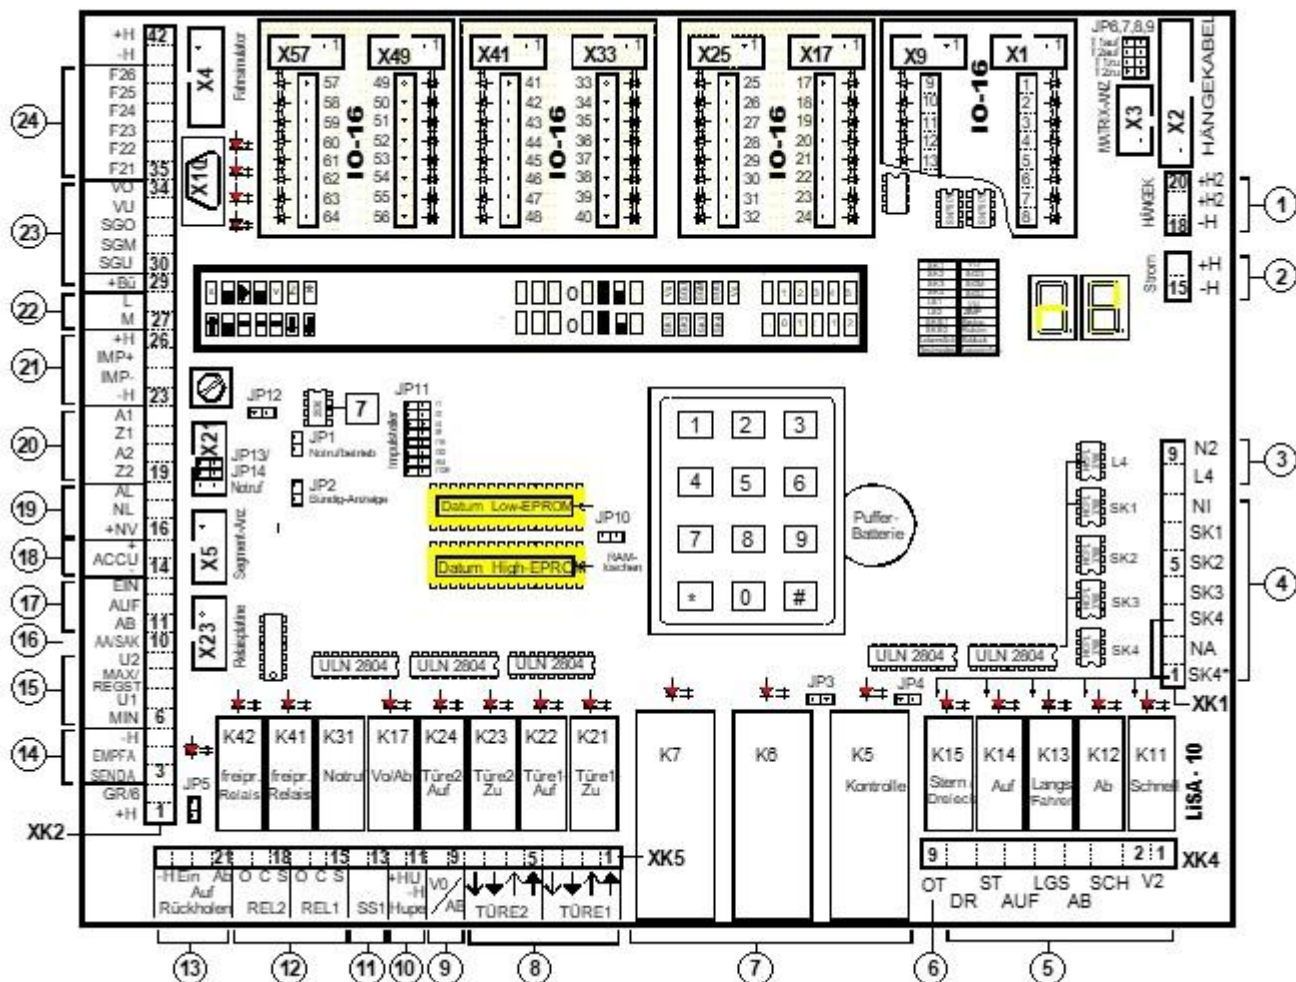 +H 42
-H
F26
F25
F24
F23
F22
F21 35
VO 34
VU
SGO
SGM
SGU 30
+Bü 29
L
M 27
+H 26
IMP+
IMP-
-H 23
A1
Z1
A2
Z2 19
AL
NL
+NV 16
+
ACCU
- 14
EIN
AUF
AB 11
AA/SAK 10
U2
MAX/
REGST
U1
MIN 6
-H
EMPFA
SENDA 3
GR/6
+H 1
XK2
24
23
22
21
20
19
18
17
16
15
14
X4
Fahrsimulator
X10
X57 1
X49 1
57
58
59
60
61
62
63
64
IO-16
49
50
51
52
53
54
55
56
X41 1
X33 1
41
42
43
44
45
46
47
48
IO-16
33
34
35
36
37
38
39
40
X25 1
X17 1
25
26
27
28
29
30
31
32
IO-16
17
18
19
20
21
22
23
24
X9 1
X1 1
9
10
11
12
13
IO-16
1
2
3
4
5
6
7
8
JP6,7,8,9
MATRIX-ANZ
X3
X2
HÄNGEKABEL
HÄNGEK
20 +H2
+H2
18 -H
1
Strom
+H
15 -H
2
JP12
7
JP11
Impulsteiler
JP1
Notrufbetrieb
JP2
X21
JP13/
JP14
Notruf
X5
Segment-Anz.
X23
Relaisplatine
Datum Low-EPROM
Datum High-EPROM
JP10
RAM-
löschen
1 2 3
4 5 6
7 8 9
* 0 #
Puffer-
Batterie
L4
SK1
SK2
SK3
SK4
9 N2
L4
NI
SK1
5 SK2
SK3
SK4
NA
1 SK4*
XK1
3
4
ULN 2804
ULN 2804
ULN 2804
ULN 2804
ULN 2804
JP3
JP4
JP5
K42
freipr.
Relais
K41
freipr.
Relais
K31
Notruf
K17
Vo/Ab
K24
Türe2
Auf
K23
Türe2
Zu
K22
Türe1
Auf
K21
Türe1
Zu
K7
K6
K5
Kontrolle
K15
Stern/
Dreieck
K14
Auf
K13
Langs
Fahren
K12
Ab
K11
Schnell
LiSA - 10
21 18 15 13 11 9 5 1
XK5
9 2 1
XK4
-H Ein Ab
Auf
Rückholen
O C S
REL2
O C S
REL1
SS1
+HU
-H
Hupe
V0
/
AB
TÜRE2
TÜRE1
OT
DR
ST
AUF
LGS
AB
SCH
V2
13
12
11
10
9
8
7
6
5